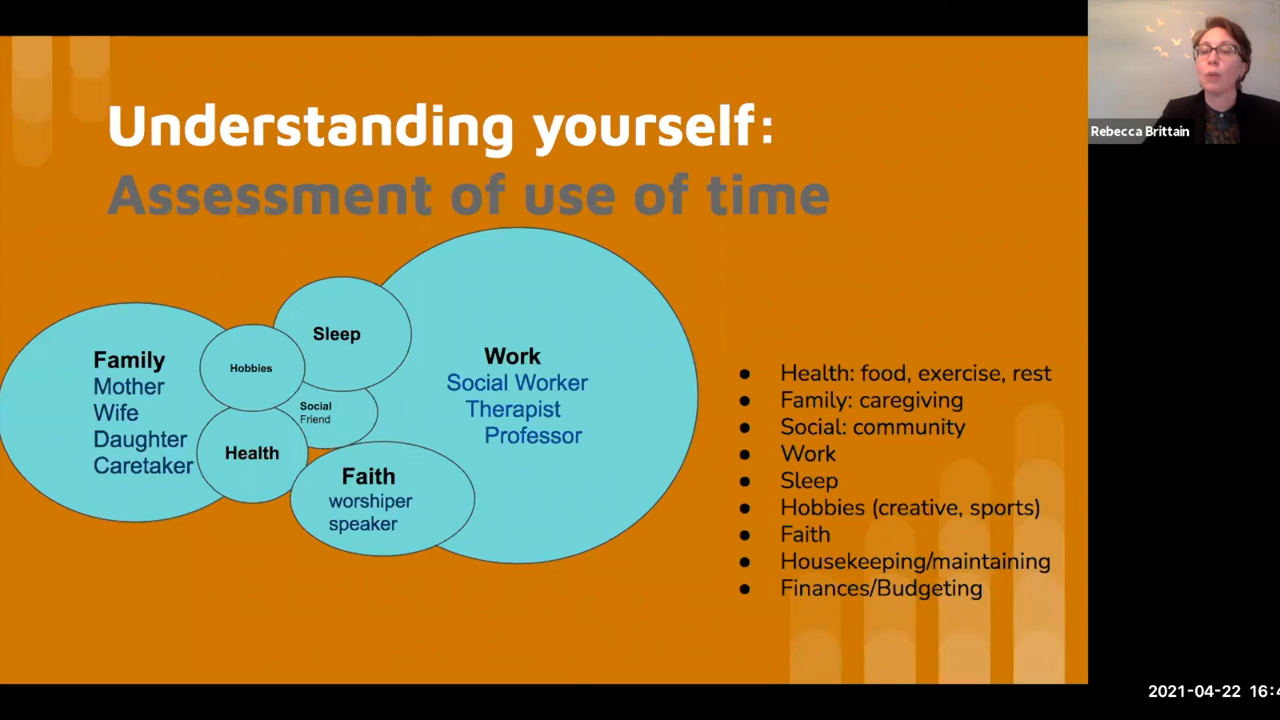 Understanding yourself:
Assessment of use of time
Family
Mother
Wife
Daughter
Caretaker
Hobbies
Sleep
Social
Friend
Health
Faith
worshiper
speaker
Work
Social Worker
Therapist
Professor
● Health: food, exercise, rest
● Family: caregiving
● Social: community
● Work
● Sleep
● Hobbies (creative, sports)
● Faith
● Housekeeping/maintaining
● Finances/Budgeting
Rebecca Brittain
2021-04-22 16:4